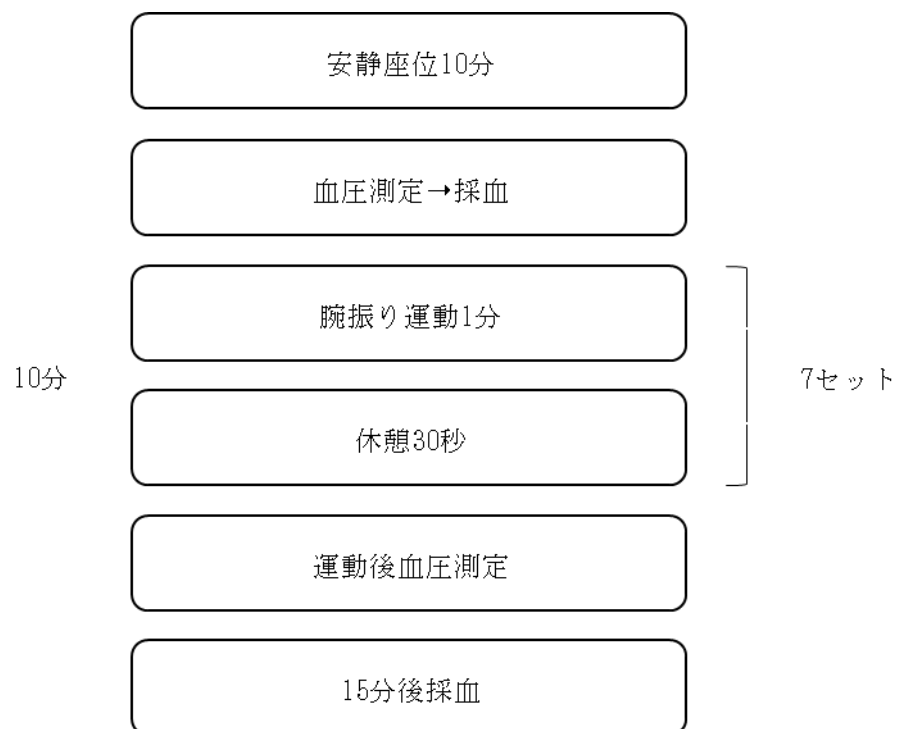 安静座位10分
血圧測定→採血
腕振り運動1分
10分
7セット
休憩30秒
運動後血圧測定
15分後採血